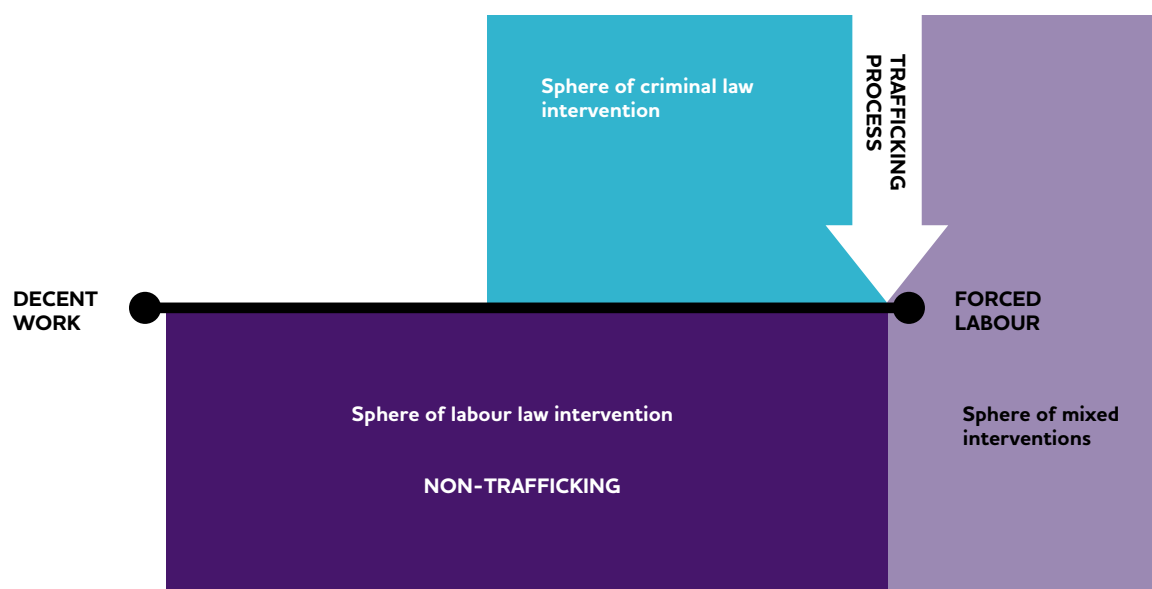 Sphere of criminal law
intervention
TRAFFICKING
PROCESS
DECENT
WORK
FORCED
LABOUR
Sphere of labour law intervention
NON-TRAFFICKING
Sphere of mixed
interventions